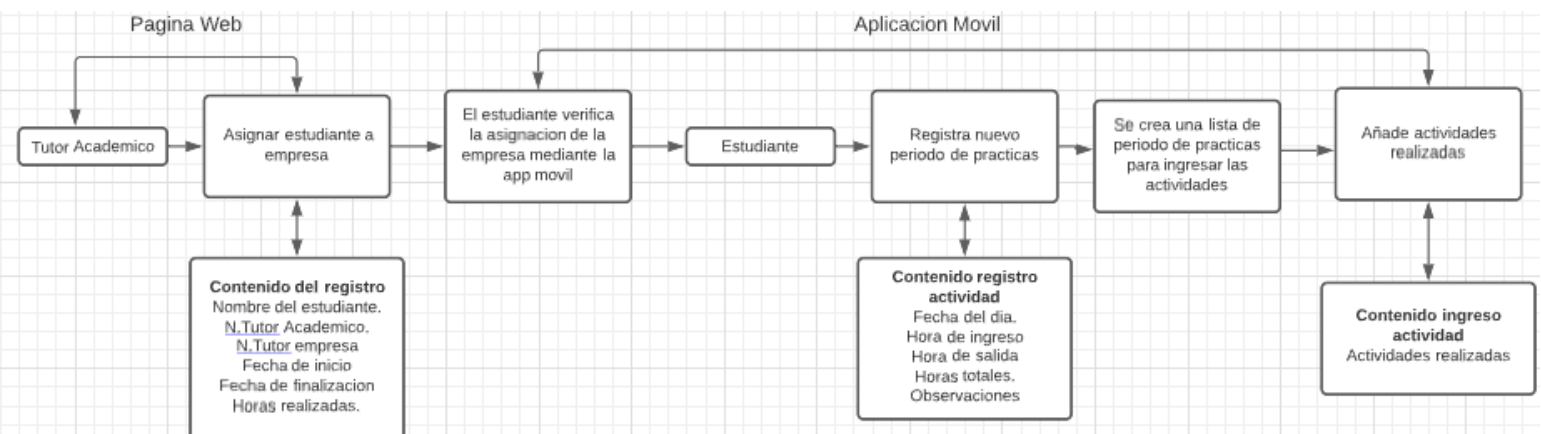 Pagina Web
Aplicacion Movil
Tutor Academico
Asignar estudiante a
empresa
El estudiante verifica
la asignacion de la
empresa mediante la
app movil
Estudiante
Registra nuevo
periodo de practicas
Se crea una lista de
periodo de practicas
para ingresar las
actividades
Añade actividades
realizadas
Contenido del registro
Nombre del estudiante.
N.Tutor Academico.
N.Tutor empresa
Fecha de inicio
Fecha de finalizacion
Horas realizadas.
Contenido registro
actividad
Fecha del dia.
Hora de ingreso
Hora de salida
Horas totales.
Observaciones
Contenido ingreso
actividad
Actividades realizadas